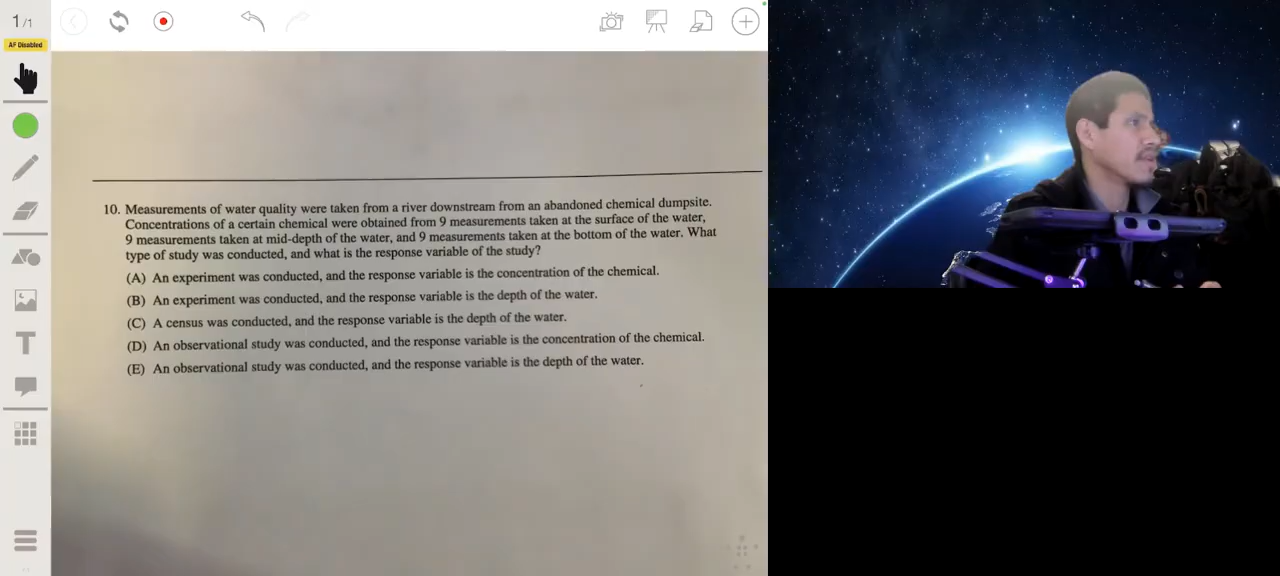 1/1
AF Disabled
10. Measurements of water quality were taken from a river downstream from an abandoned chemical dumpsite.
Concentrations of a certain chemical were obtained from 9 measurements taken at the surface of the water,
9 measurements taken at mid-depth of the water, and 9 measurements taken at the bottom of the water. What
type of study was conducted, and what is the response variable of the study?
(A) An experiment was conducted, and the response variable is the concentration of the chemical.
(B) An experiment was conducted, and the response variable is the depth of the water.
(C) A census was conducted, and the response variable is the depth of the water.
(D) An observational study was conducted, and the response variable is the concentration of the chemical.
(E) An observational study was conducted, and the response variable is the depth of the water.
T